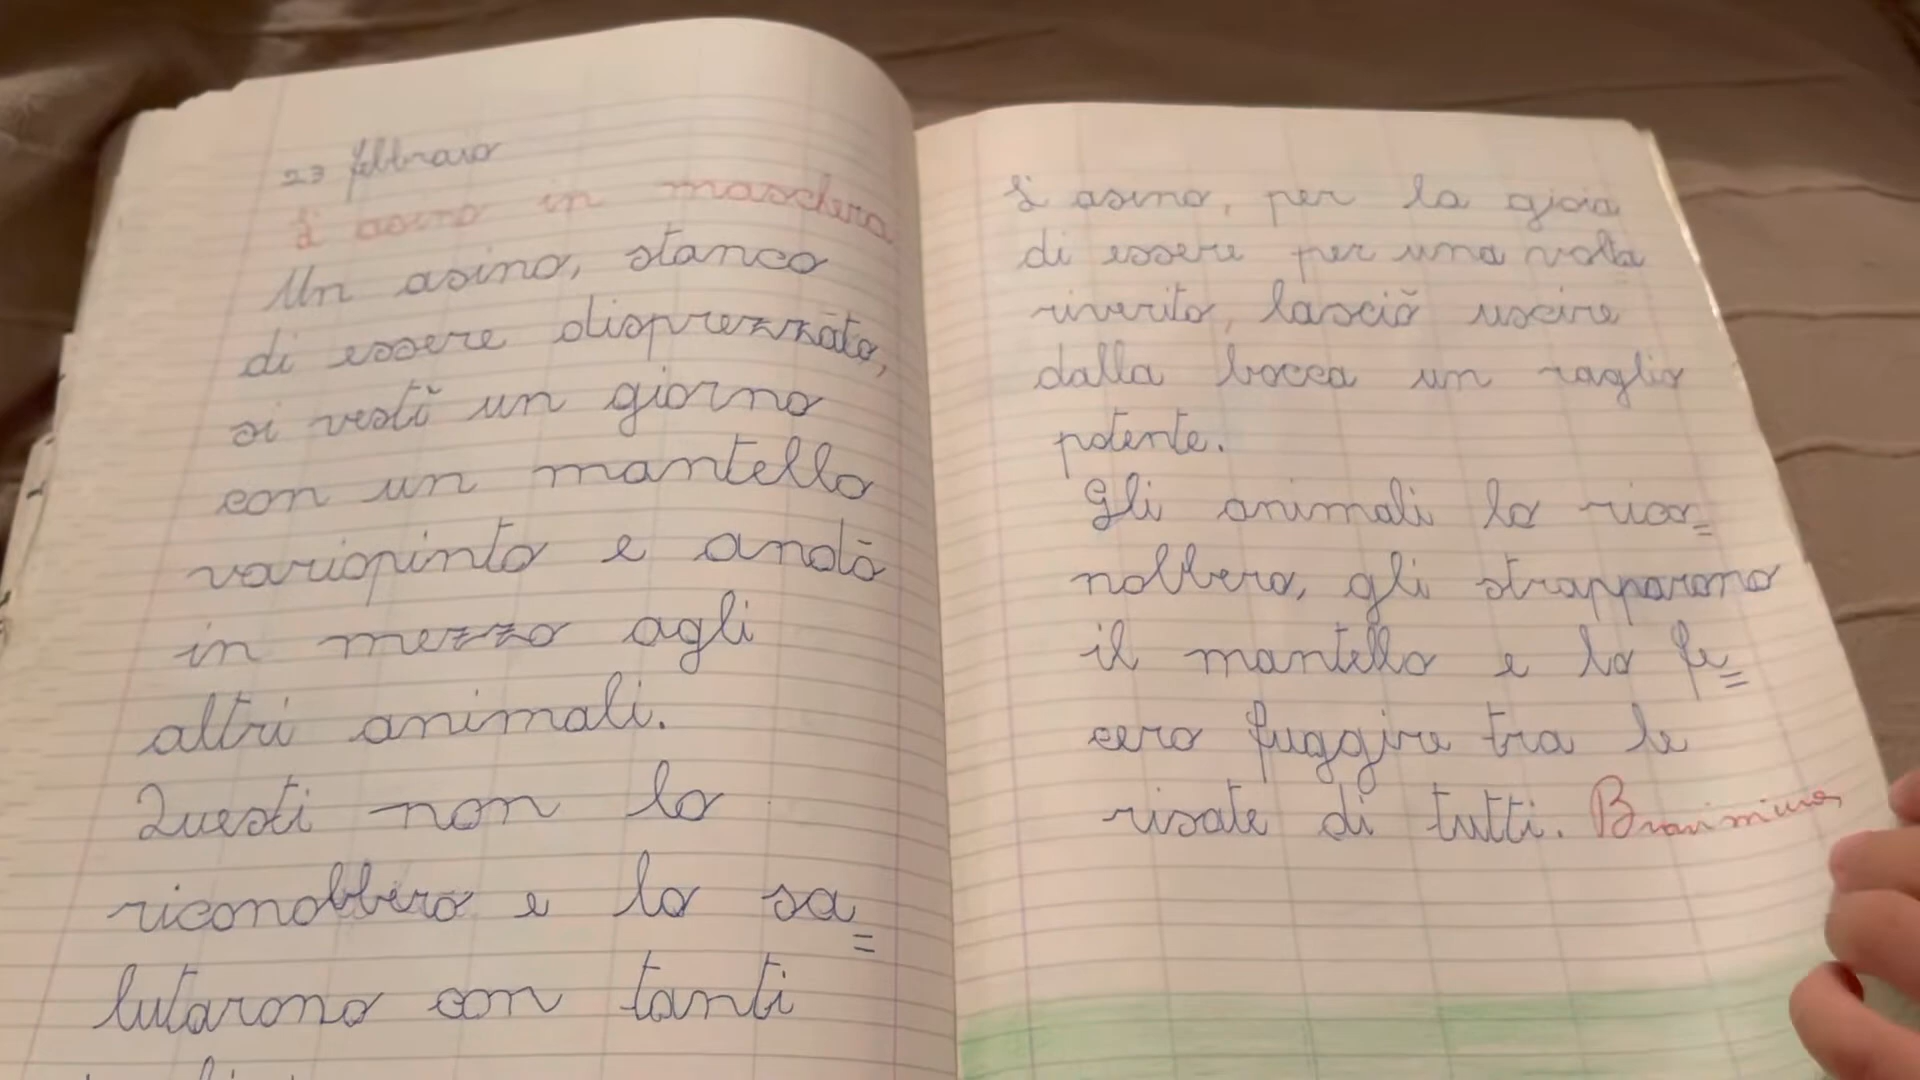 23 febbraio
L'asino in maschera
Un asino, stanco
di essere disprezzato,
si vestì un giorno
con un mantello
variopinto e andò
in mezzo agli
altri animali.
Questi non lo
riconobbero e lo sa=
lutarono con tanti
L'asino, per la gioia
di essere per una volta
riverito, lasciò uscire
dalla bocca un raglio
potente.
Gli animali lo rico=
nobbero, gli strapparono
il mantello e lo fe=
cero fuggire tra le
risate di tutti.